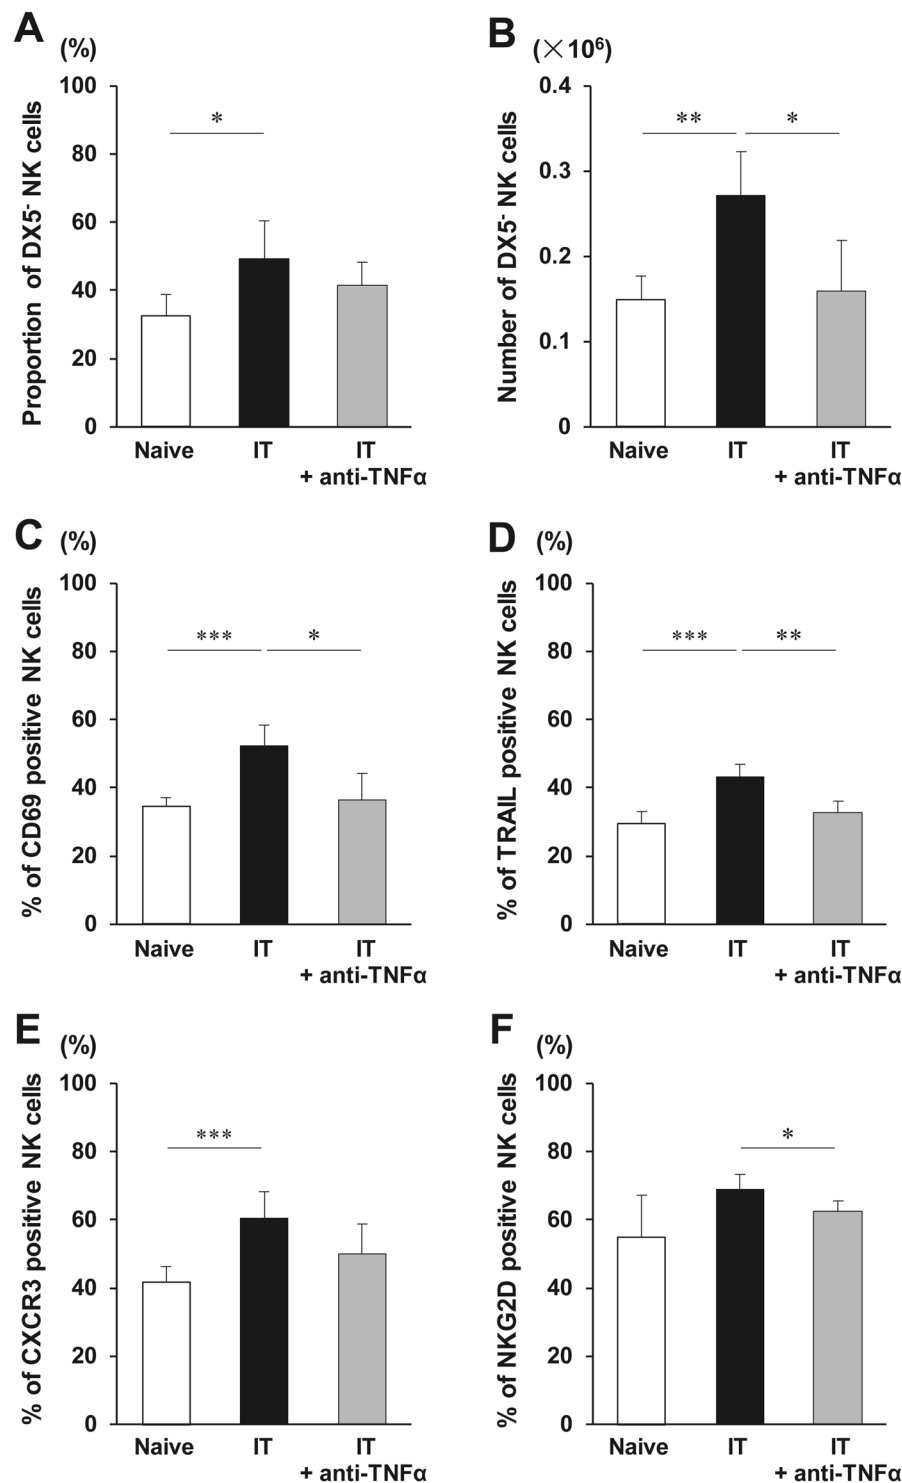 A
(%)
Proportion of DX5⁻ NK cells
100
80
60
40
20
0
*
Naive
IT
IT
+ anti-TNFα
B
(×10⁶)
Number of DX5⁻ NK cells
0.4
0.3
0.2
0.1
0
**
*
Naive
IT
IT
+ anti-TNFα
C
(%)
% of CD69 positive NK cells
100
80
60
40
20
0
***
*
Naive
IT
IT
+ anti-TNFα
D
(%)
% of TRAIL positive NK cells
100
80
60
40
20
0
***
**
Naive
IT
IT
+ anti-TNFα
E
(%)
% of CXCR3 positive NK cells
100
80
60
40
20
0
***
Naive
IT
IT
+ anti-TNFα
F
(%)
% of NKG2D positive NK cells
100
80
60
40
20
0
*
Naive
IT
IT
+ anti-TNFα